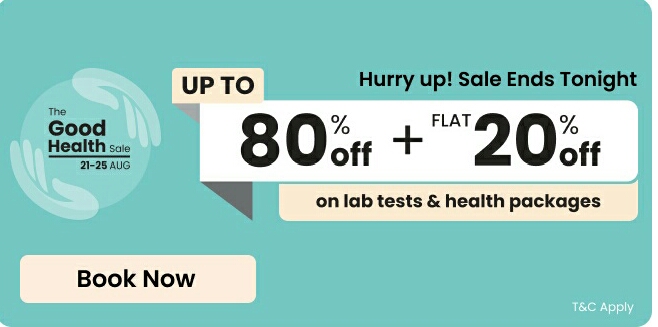 Hurry up! Sale Ends Tonight
The
Good
Health Sale
21-25 AUG
UP TO
80% off + FLAT 20% off
on lab tests & health packages
Book Now
T&C Apply